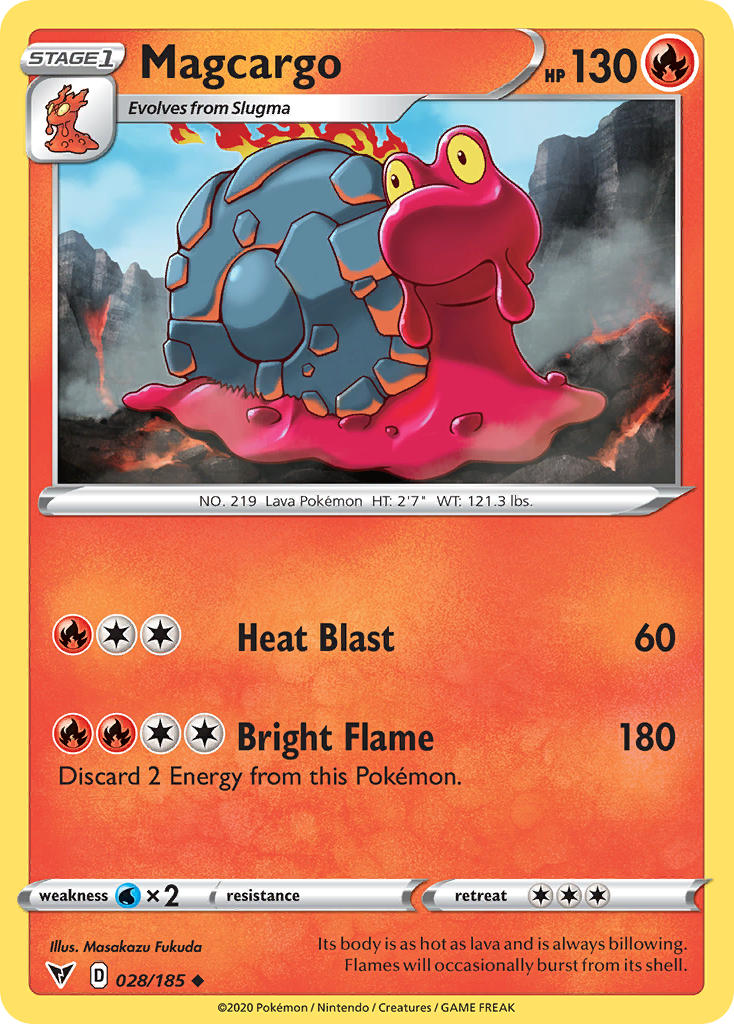 STAGE1
Magcargo
HP 130
Evolves from Slugma
NO. 219 Lava Pokémon HT: 2'7" WT: 121.3 lbs.
Heat Blast 60
Bright Flame 180
Discard 2 Energy from this Pokémon.
weakness ×2 resistance retreat
Illus. Masakazu Fukuda
Its body is as hot as lava and is always billowing.
Flames will occasionally burst from its shell.
D 028/185
©2020 Pokémon / Nintendo / Creatures / GAME FREAK